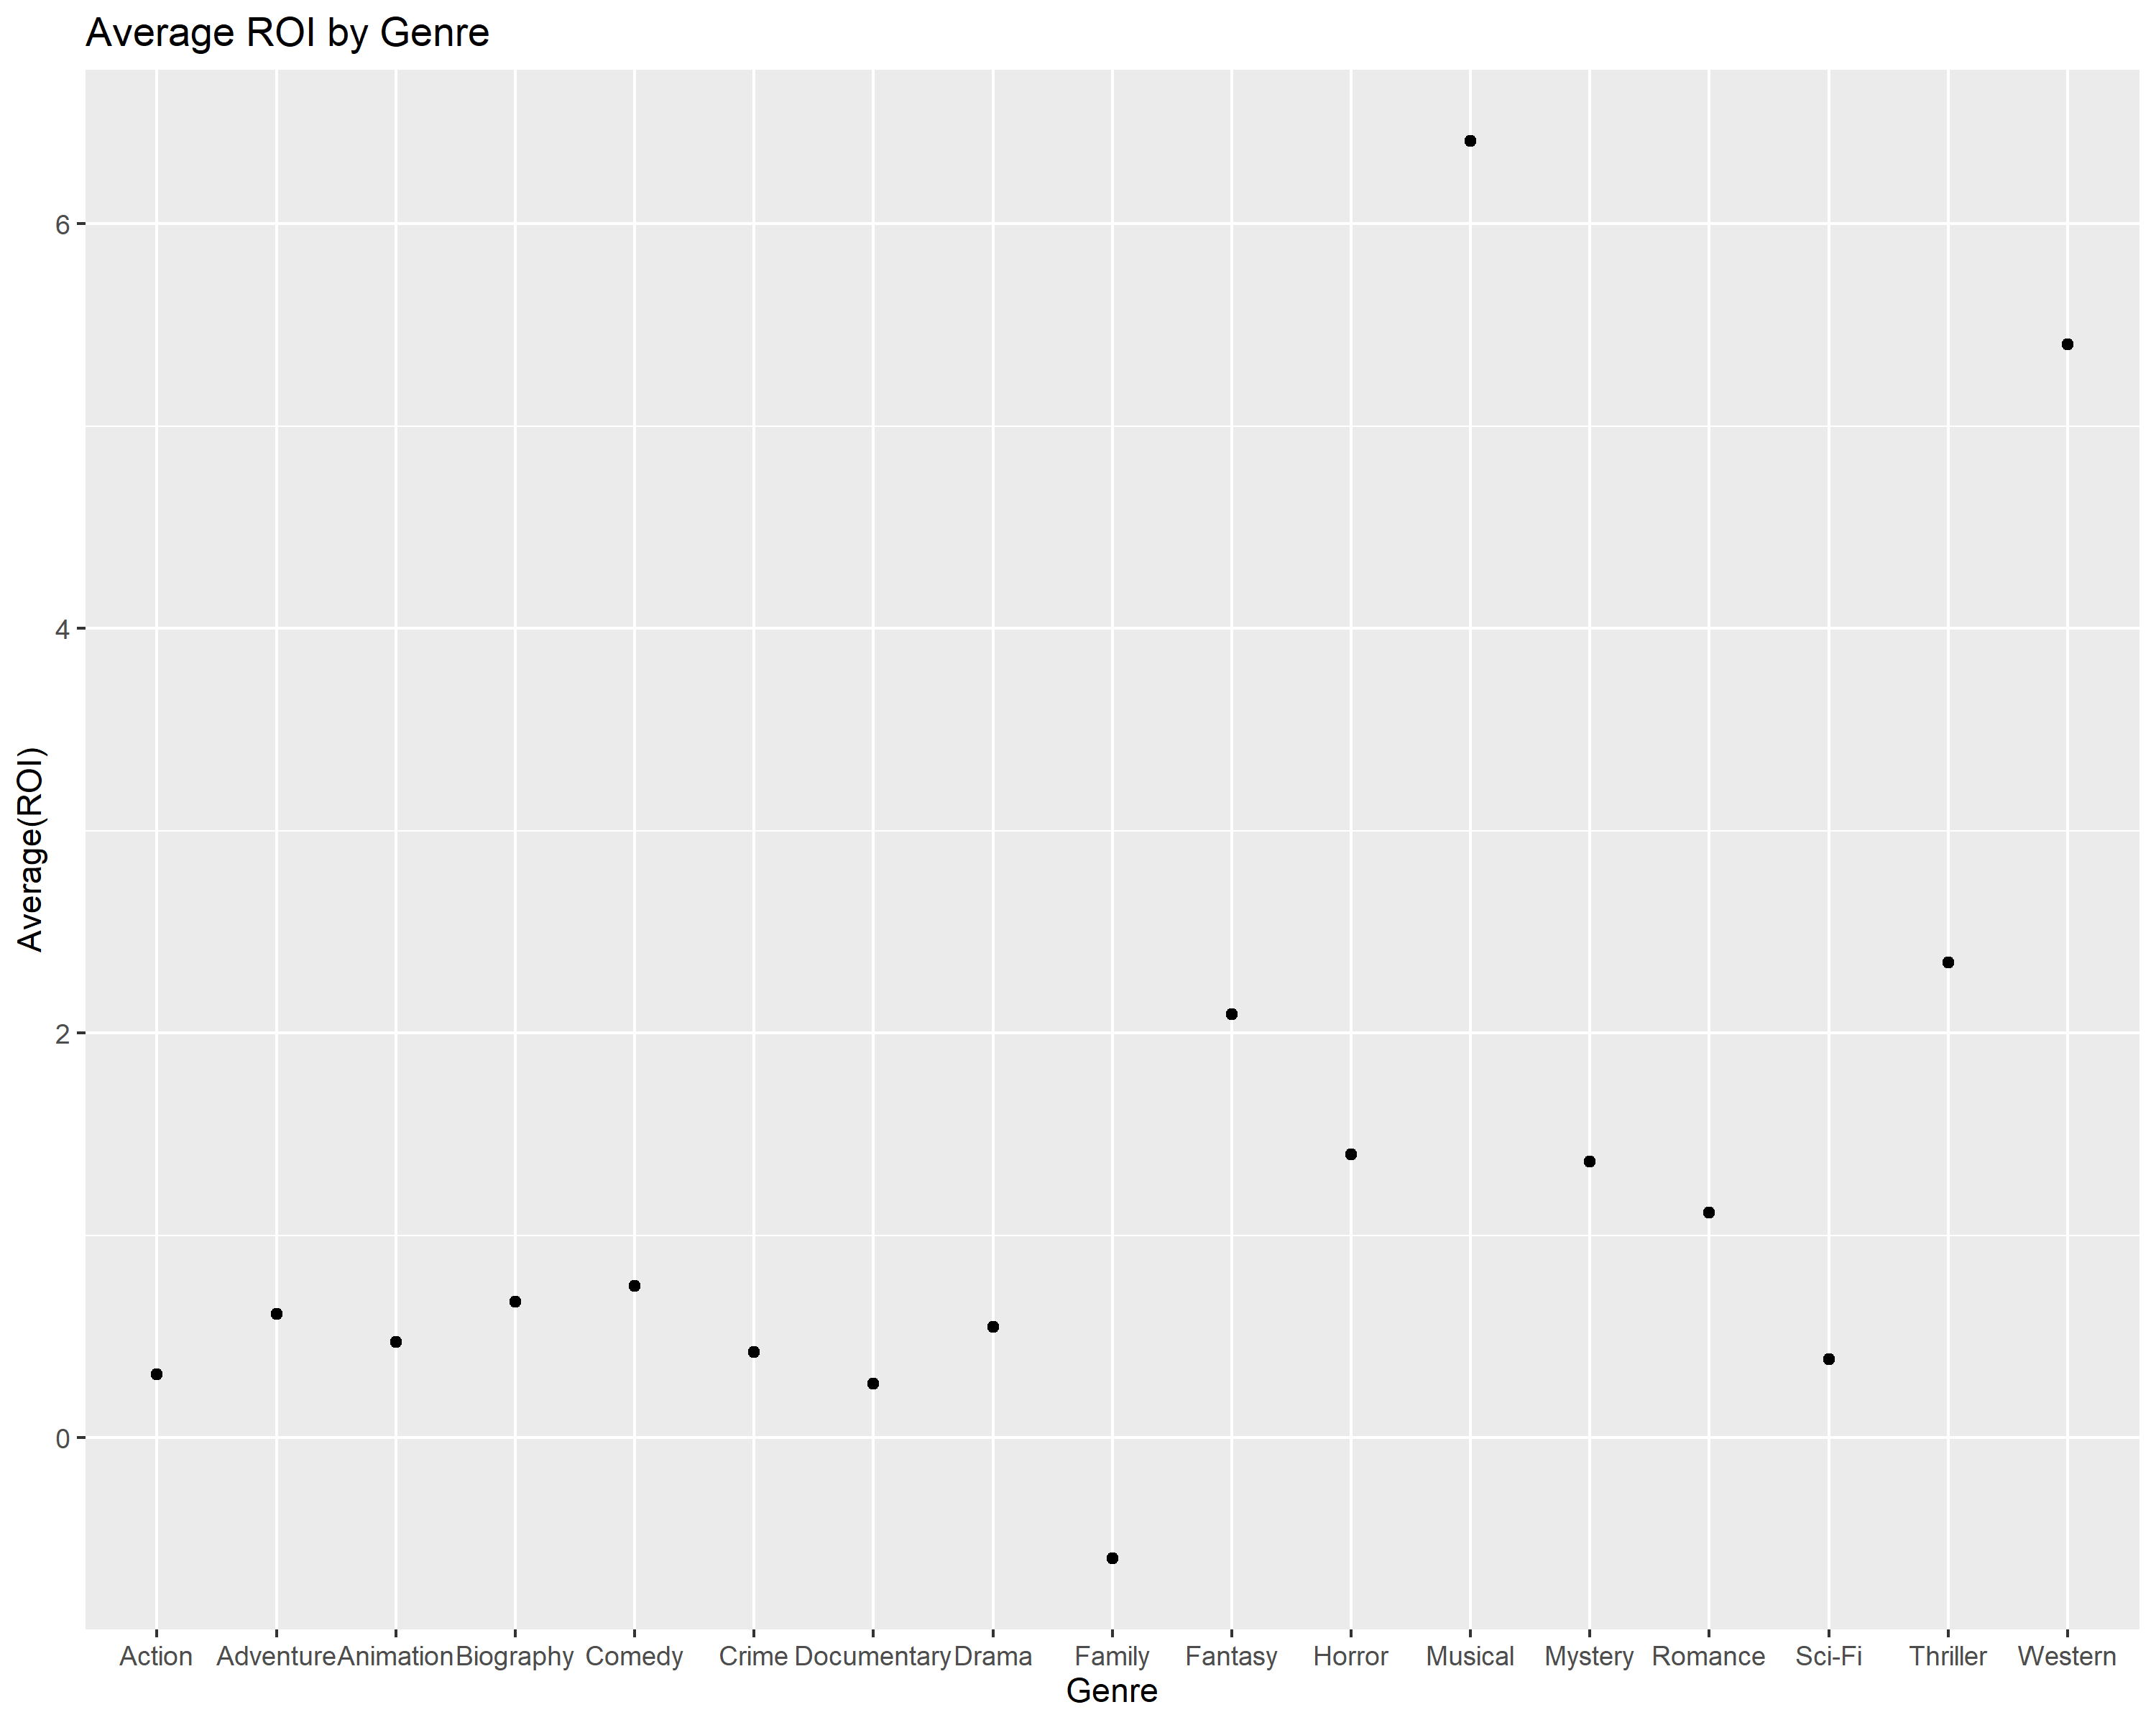 Average ROI by Genre
6
4
2
0
Average(ROI)
Action Adventure Animation Biography Comedy Crime Documentary Drama Family Fantasy Horror Musical Mystery Romance Sci-Fi Thriller Western
Genre